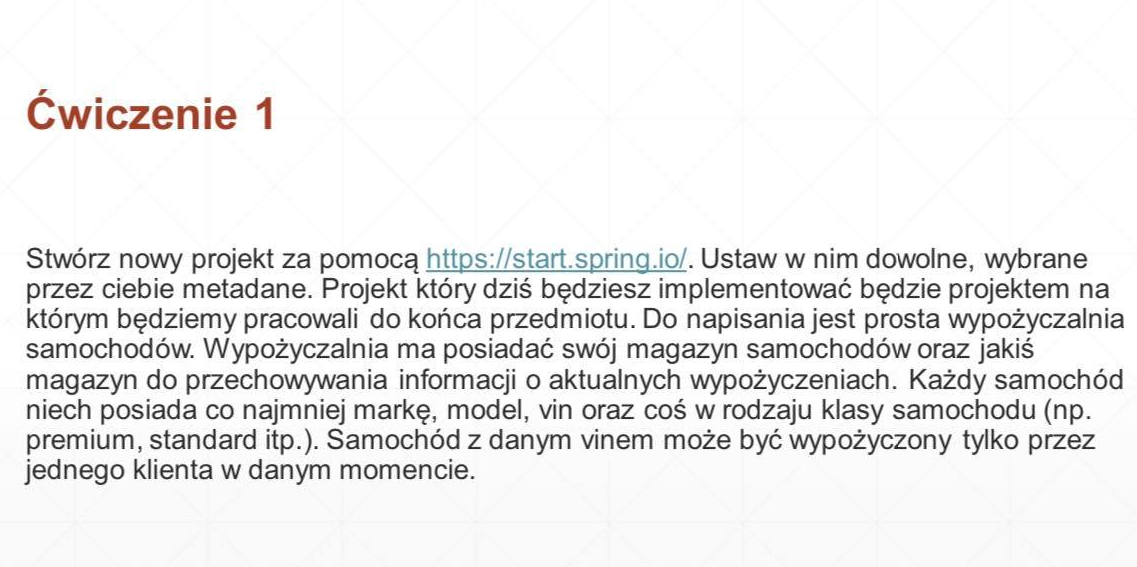 Ćwiczenie 1
Stwórz nowy projekt za pomocą https://start.spring.io/. Ustaw w nim dowolne, wybrane
przez ciebie metadane. Projekt który dziś będziesz implementować będzie projektem na
którym będziemy pracowali do końca przedmiotu. Do napisania jest prosta wypożyczalnia
samochodów. Wypożyczalnia ma posiadać swój magazyn samochodów oraz jakiś
magazyn do przechowywania informacji o aktualnych wypożyczeniach. Każdy samochód
niech posiada co najmniej markę, model, vin oraz coś w rodzaju klasy samochodu (np.
premium, standard itp.). Samochód z danym vinem może być wypożyczony tylko przez
jednego klienta w danym momencie.